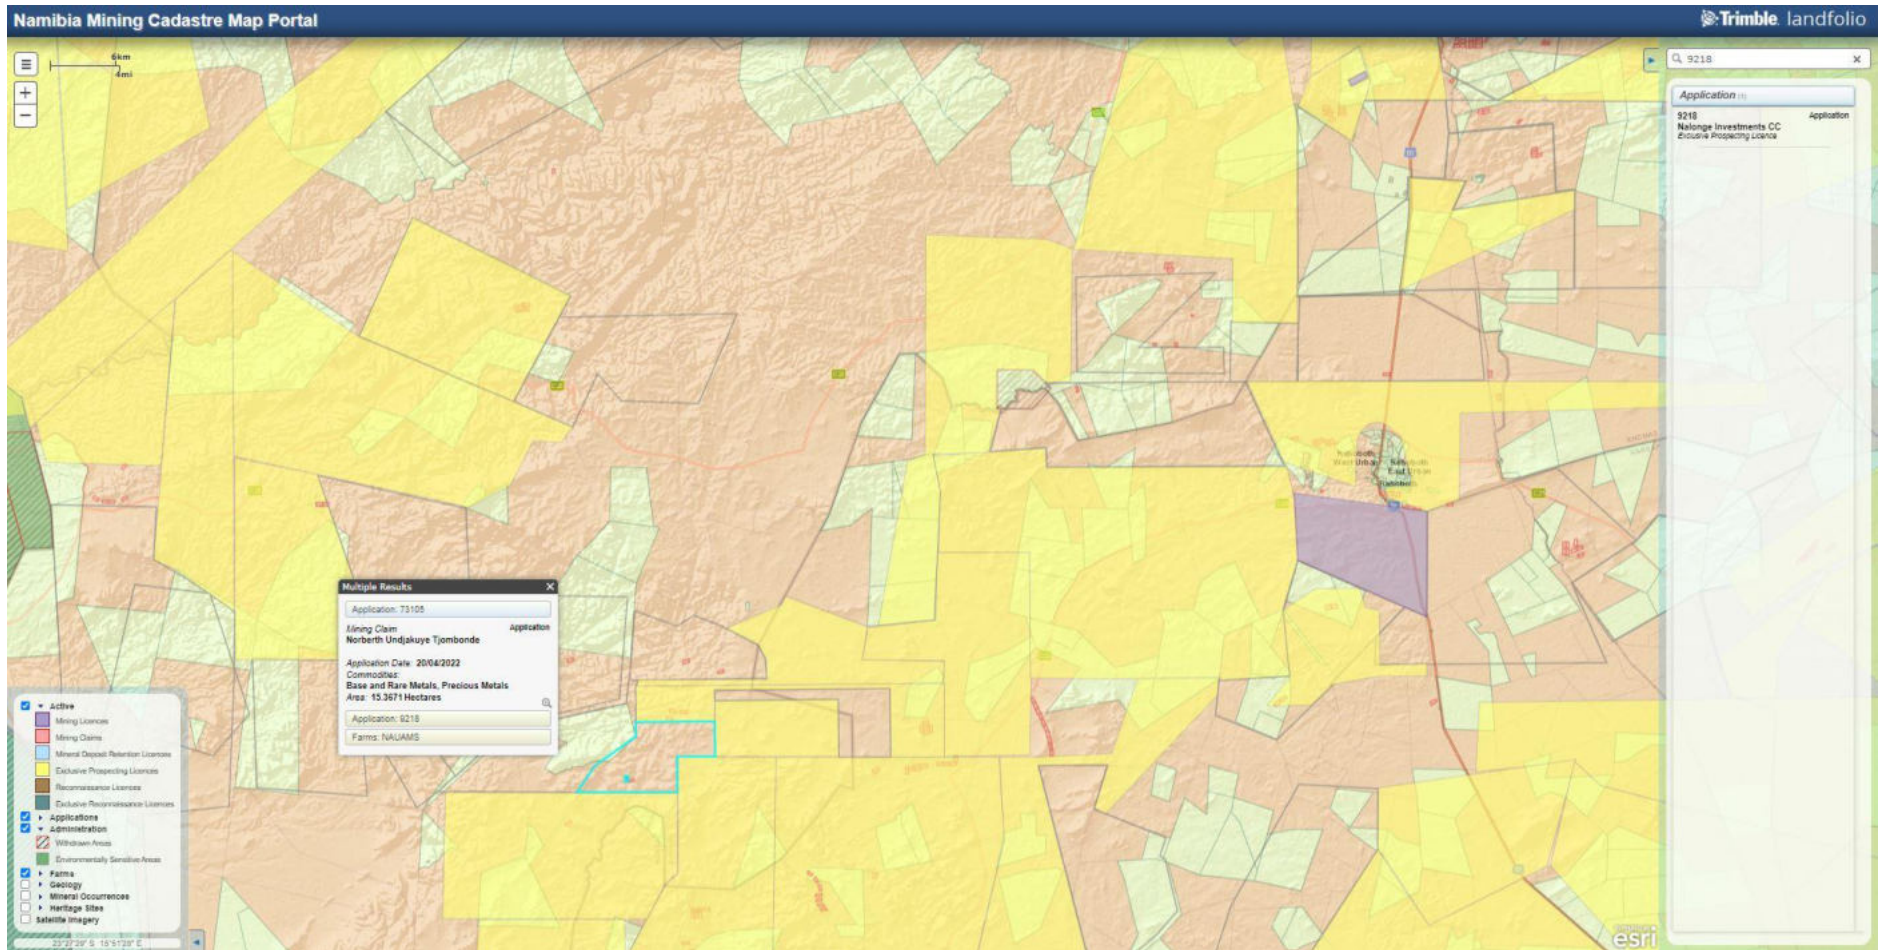 Namibia Mining Cadastre Map Portal
Trimble. landfolio
6km
4mi
9218
Application (1)
9218 Application
Nalonge Investments CC
Exclusive Prospecting Licence
Multiple Results
Application: 73105
Mining Claim Application
Norberth Undjakuye Tjombonde
Application Date: 20/04/2022
Commodities:
Base and Rare Metals, Precious Metals
Area: 15.3671 Hectares
Application: 9218
Farms: NAUAMS
Active
Mining Licences
Mining Claims
Mineral Deposit Retention Licences
Exclusive Prospecting Licences
Reconnaissance Licences
Exclusive Reconnaissance Licences
Applications
Administration
Withdrawn Areas
Environmentally Sensitive Areas
Farms
Geology
Mineral Occurrences
Heritage Sites
Satellite Imagery
esri